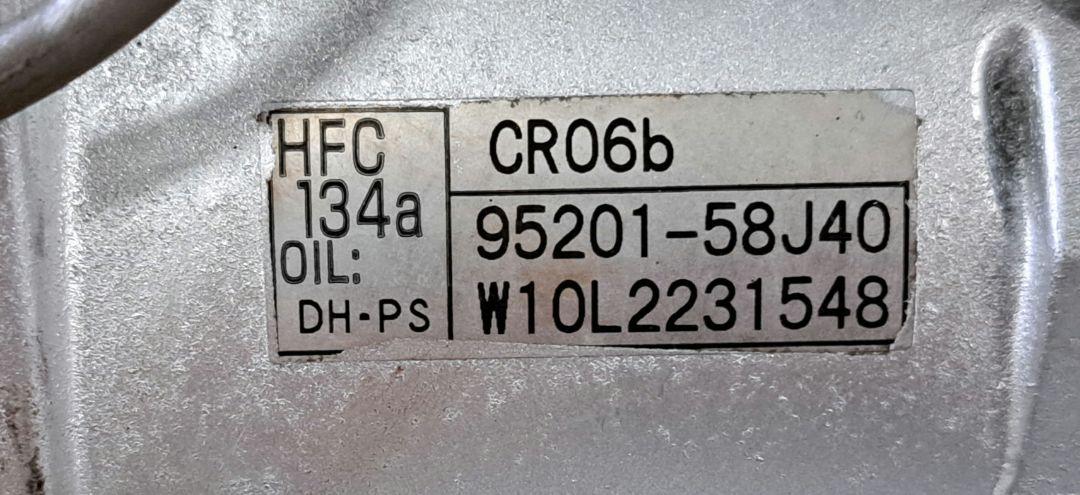 HFC
134a
OIL:
DH-PS
CR06b
95201-58J40
W10L2231548